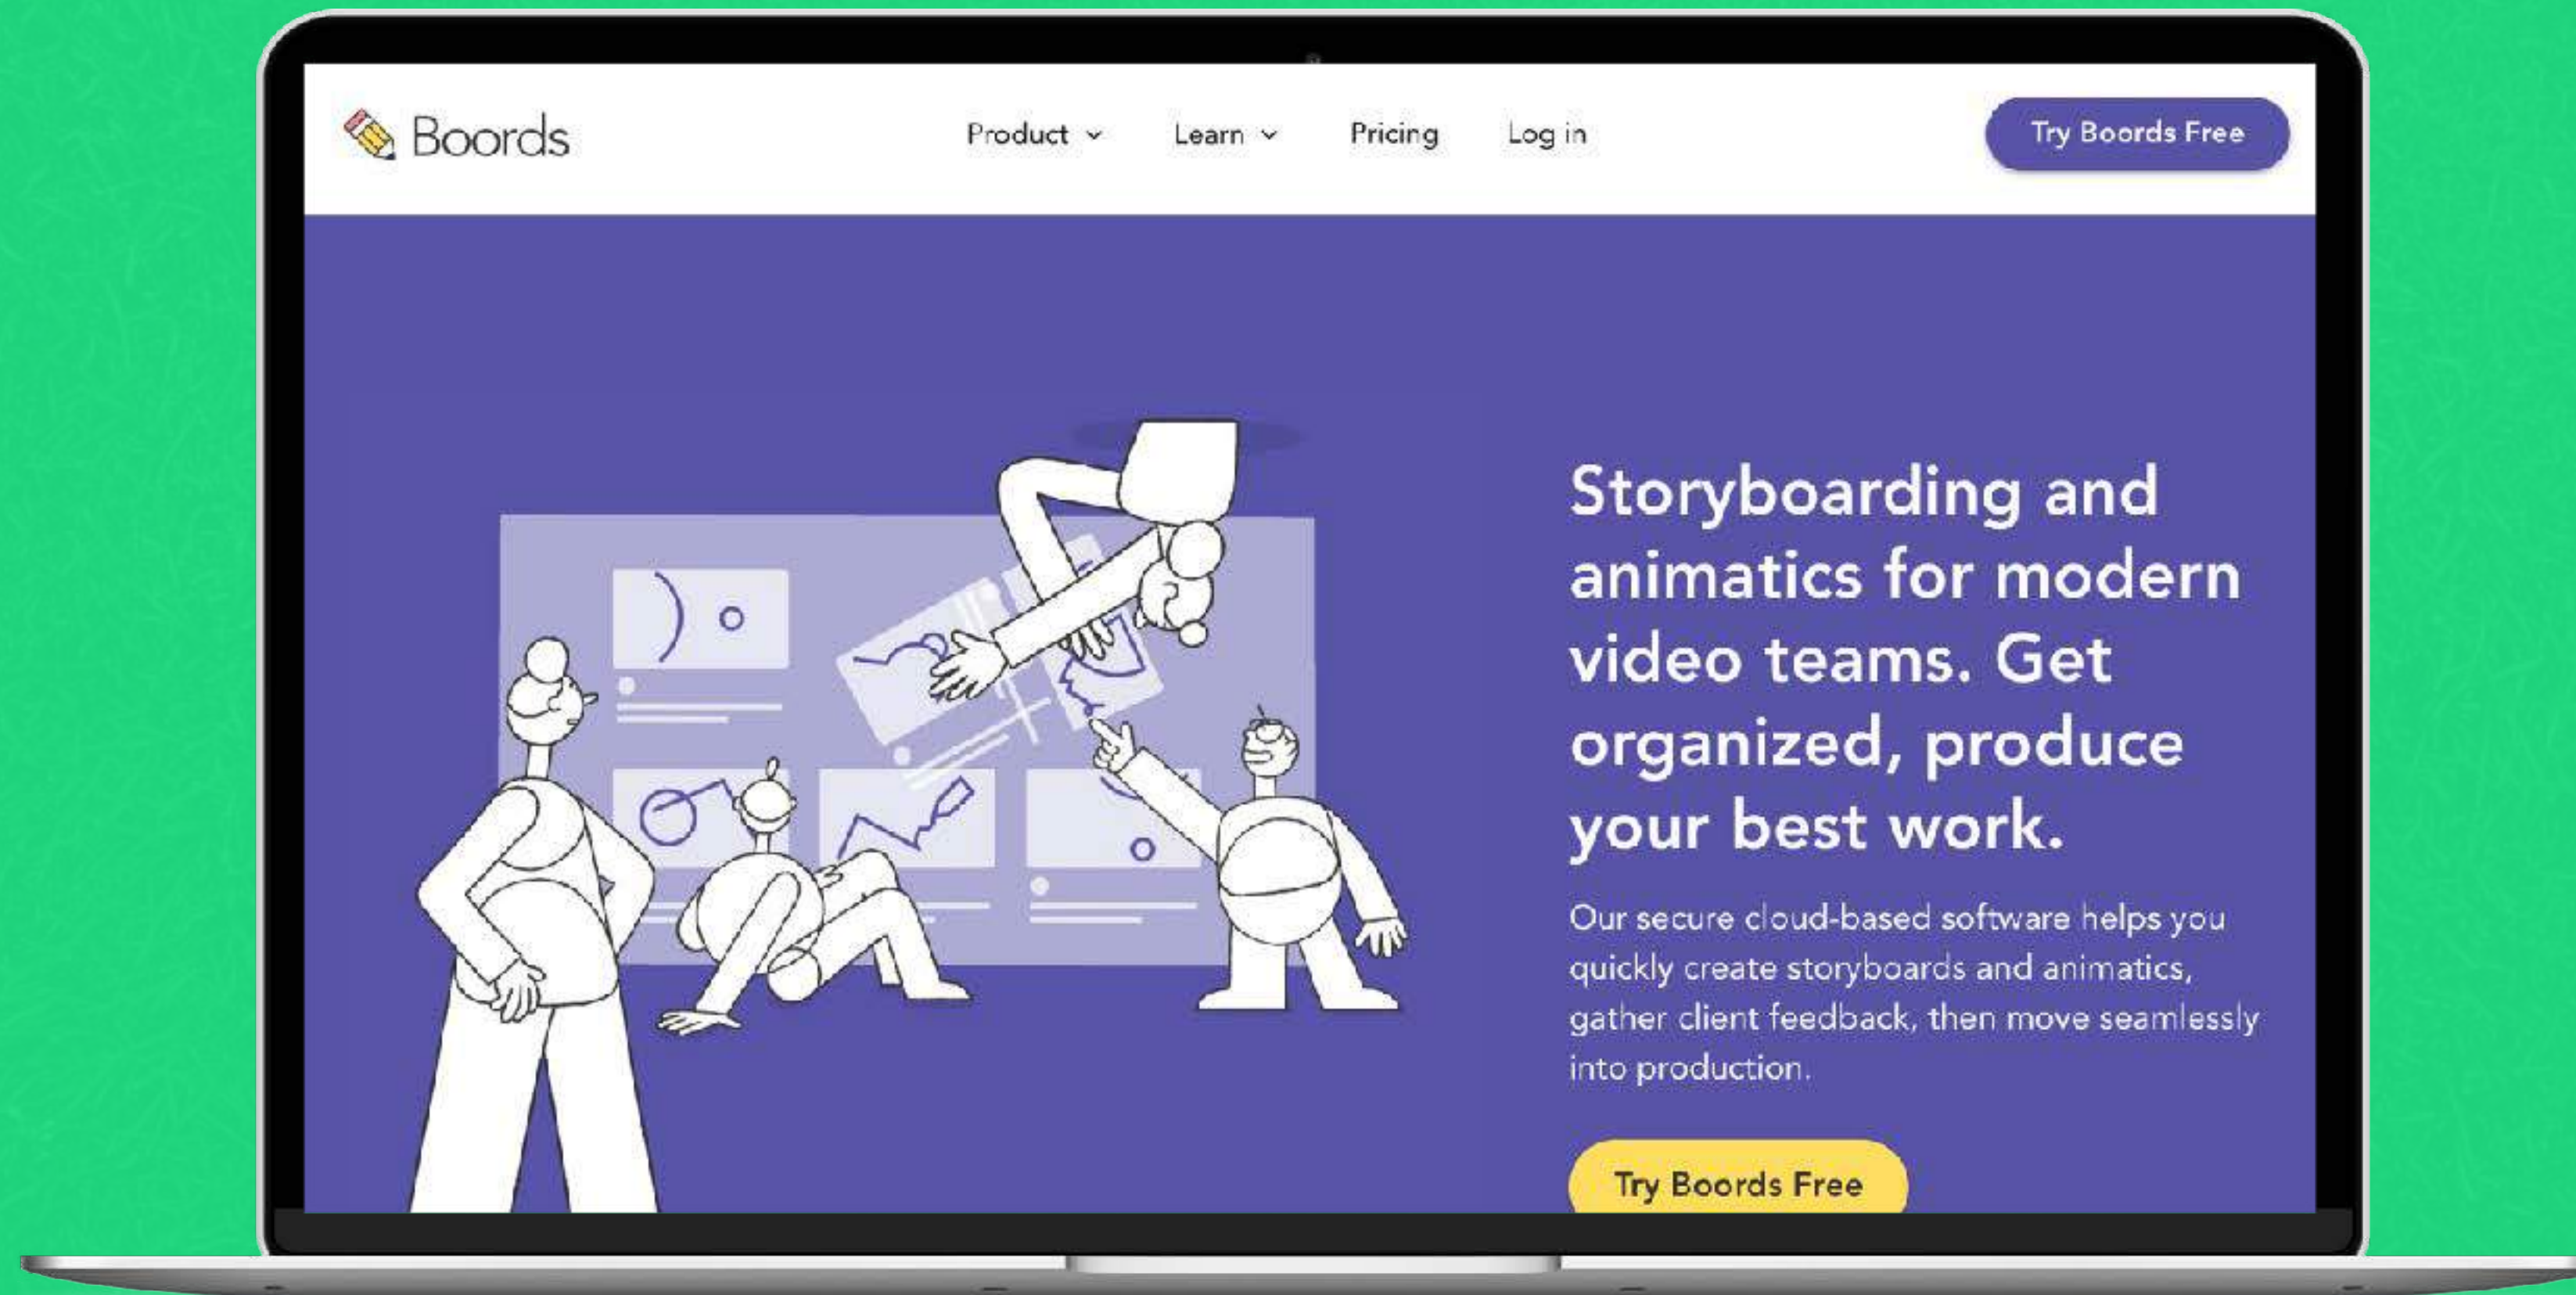 Boords
Product
Learn
Pricing
Log in
Try Boords Free
Storyboarding and
animatics for modern
video teams. Get
organized, produce
your best work.
Our secure cloud-based software helps you
quickly create storyboards and animatics,
gather client feedback, then move seamlessly
into production.
Try Boords Free